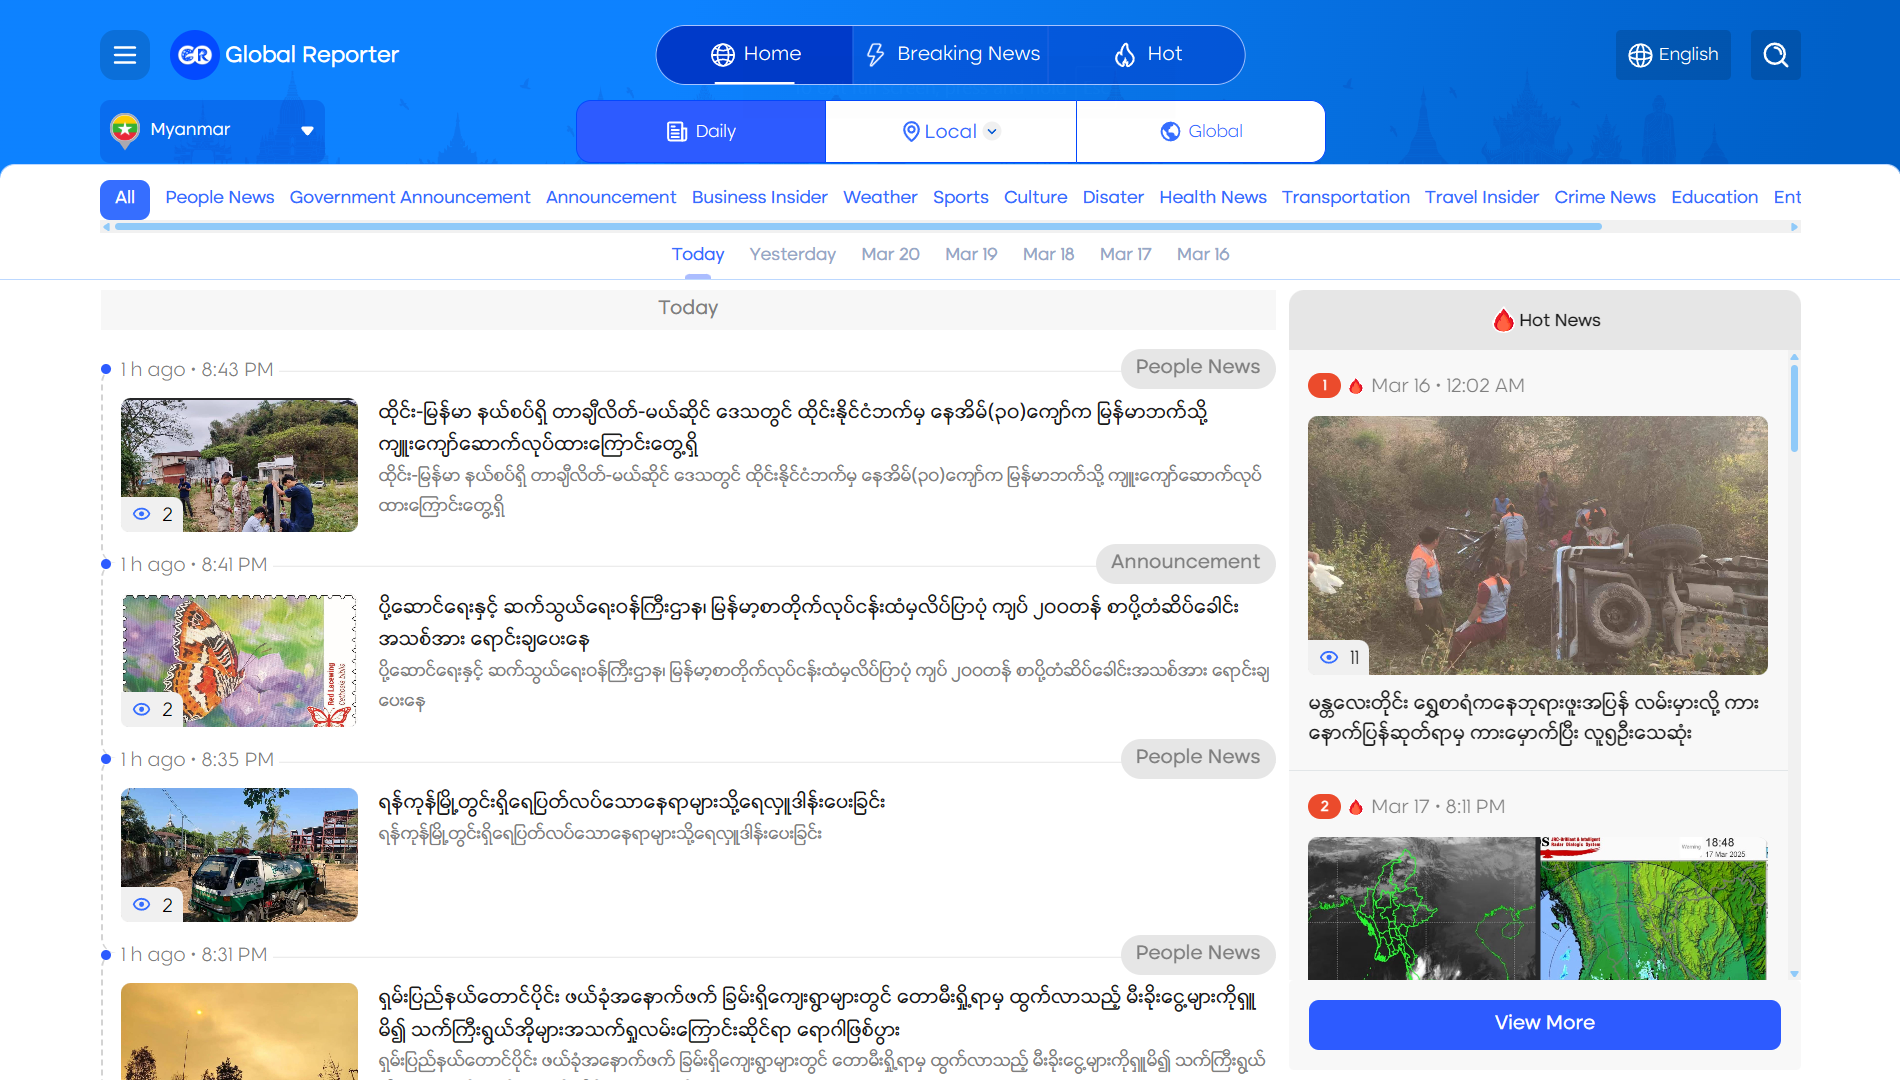 Global Reporter
Home
Breaking News
Hot
English
Myanmar
Daily
Local
Global
All
People News
Government Announcement
Announcement
Business Insider
Weather
Sports
Culture
Disater
Health News
Transportation
Travel Insider
Crime News
Education
Ent
Today
Yesterday
Mar 20
Mar 19
Mar 18
Mar 17
Mar 16
Today
1 h ago • 8:43 PM
People News
ထိုင်း-မြန်မာ နယ်စပ်ရှိ တာချီလိတ်-မယ်ဆိုင် ဒေသတွင် ထိုင်းနိုင်ငံဘက်မှ နေအိမ်(၃၀)ကျော်က မြန်မာဘက်သို့
ကျူးကျော်ဆောက်လုပ်ထားကြောင်းတွေ့ရှိ
ထိုင်း-မြန်မာ နယ်စပ်ရှိ တာချီလိတ်-မယ်ဆိုင် ဒေသတွင် ထိုင်းနိုင်ငံဘက်မှ နေအိမ်(၃၀)ကျော်က မြန်မာဘက်သို့ ကျူးကျော်ဆောက်လုပ်
ထားကြောင်းတွေ့ရှိ
2
1 h ago • 8:41 PM
Announcement
ပို့ဆောင်ရေးနှင့် ဆက်သွယ်ရေးဝန်ကြီးဌာန၊ မြန်မာ့စာတိုက်လုပ်ငန်းထံမှလိပ်ပြာပုံ ကျပ် ၂၀၀တန် စာပို့တံဆိပ်ခေါင်း
အသစ်အား ရောင်းချပေးနေ
ပို့ဆောင်ရေးနှင့် ဆက်သွယ်ရေးဝန်ကြီးဌာန၊ မြန်မာ့စာတိုက်လုပ်ငန်းထံမှလိပ်ပြာပုံ ကျပ် ၂၀၀တန် စာပို့တံဆိပ်ခေါင်းအသစ်အား ရောင်းချ
ပေးနေ
Red Lacewing
2
1 h ago • 8:35 PM
People News
ရန်ကုန်မြို့တွင်းရှိရေပြတ်လပ်သောနေရာများသို့ရေလှူဒါန်းပေးခြင်း
ရန်ကုန်မြို့တွင်းရှိရေပြတ်လပ်သောနေရာများသို့ရေလှူဒါန်းပေးခြင်း
2
1 h ago • 8:31 PM
People News
ရှမ်းပြည်နယ်တောင်ပိုင်း ဖယ်ခုံအနောက်ဖက် ခြမ်းရှိကျေးရွာများတွင် တောမီးရှို့ရာမှ ထွက်လာသည့် မီးခိုးငွေ့များကိုရှူ
မိ၍ သက်ကြီးရွယ်အိုများအသက်ရှူလမ်းကြောင်းဆိုင်ရာ ရောဂါဖြစ်ပွား
ရှမ်းပြည်နယ်တောင်ပိုင်း ဖယ်ခုံအနောက်ဖက် ခြမ်းရှိကျေးရွာများတွင် တောမီးရှို့ရာမှ ထွက်လာသည့် မီးခိုးငွေ့များကိုရှူမိ၍ သက်ကြီးရွယ်
Hot News
1
Mar 16 • 12:02 AM
11
မန္တလေးတိုင်း ရွှေစာရံကနေဘုရားဖူးအပြန် လမ်းမှားလို့ ကား
နောက်ပြန်ဆုတ်ရာမှ ကားမှောက်ပြီး လူ၅ဦးသေဆုံး
2
Mar 17 • 8:11 PM
18:48
17 Mar 2025
View More